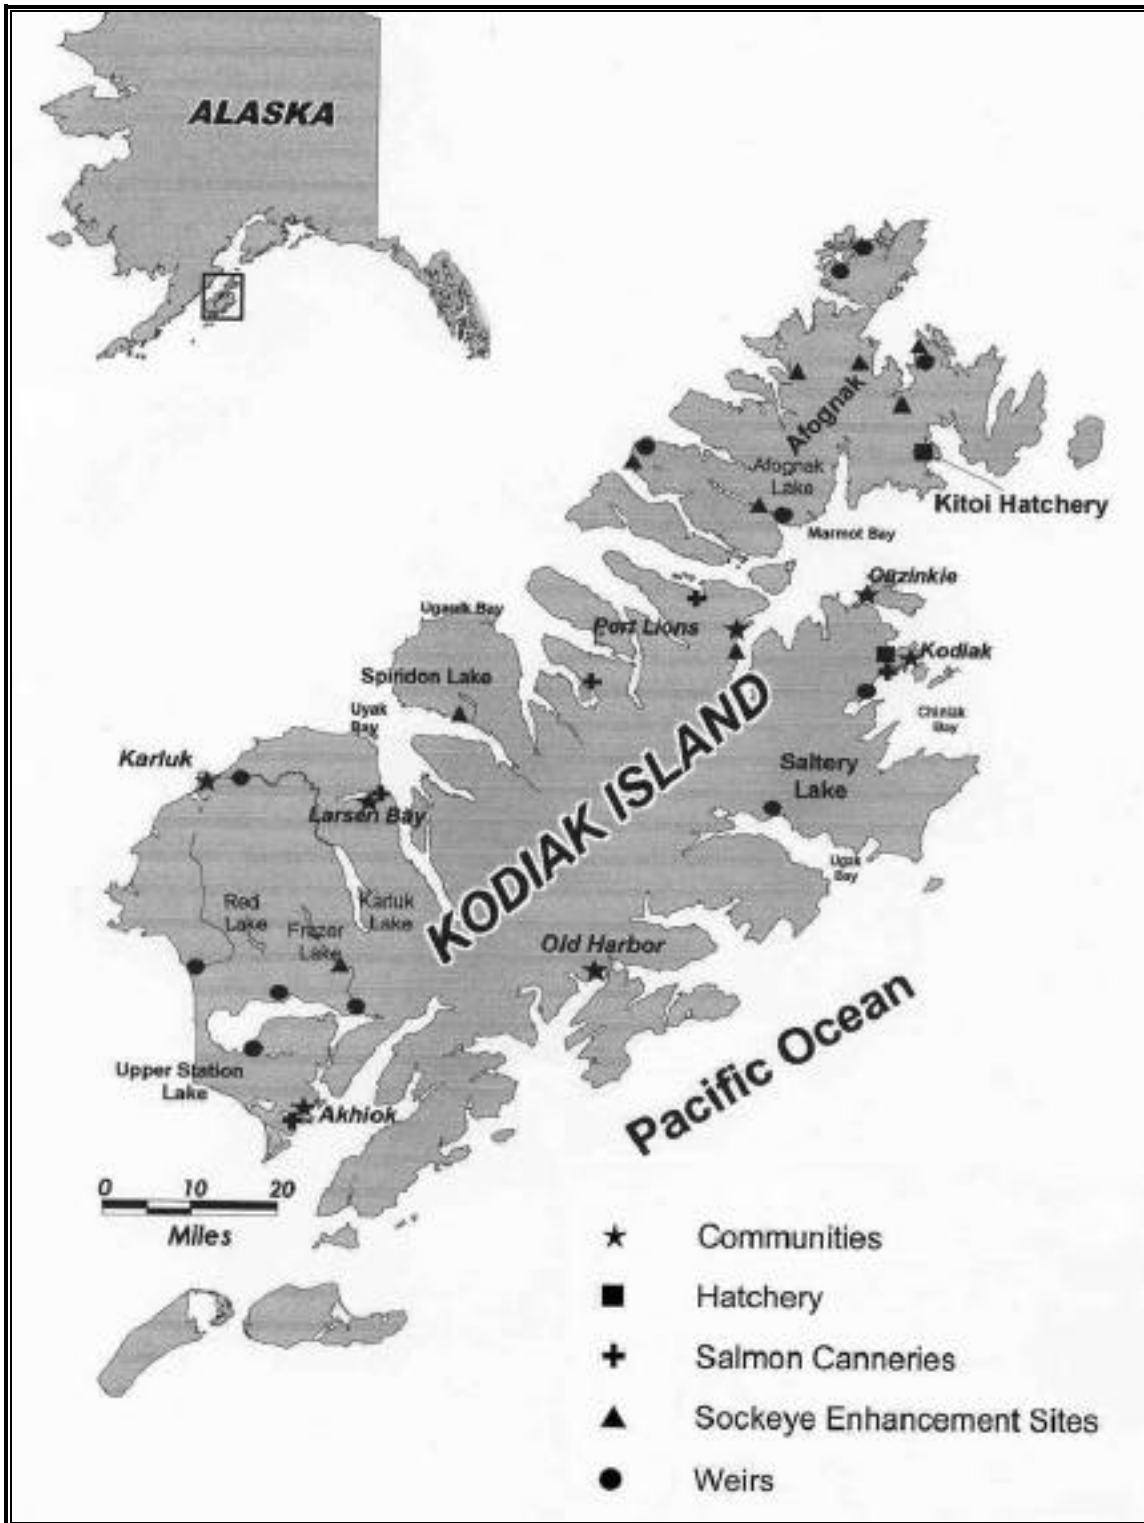 ALASKA
Afognak
Afognak
Lake
Kitoi Hatchery
Marmot Bay
Ouzinkie
Port Lions
Kodiak
Chiniak
Bay
Spiridon Lake
Uyak
Bay
KODIAK ISLAND
Saltery
Lake
Karluk
Larsen Bay
Ugak
Bay
Red
Lake
Karluk
Lake
Frazer
Lake
Old Harbor
Pacific Ocean
Upper Station
Lake
Akhiok
0 10 20
Miles
Communities
Hatchery
Salmon Canneries
Sockeye Enhancement Sites
Weirs